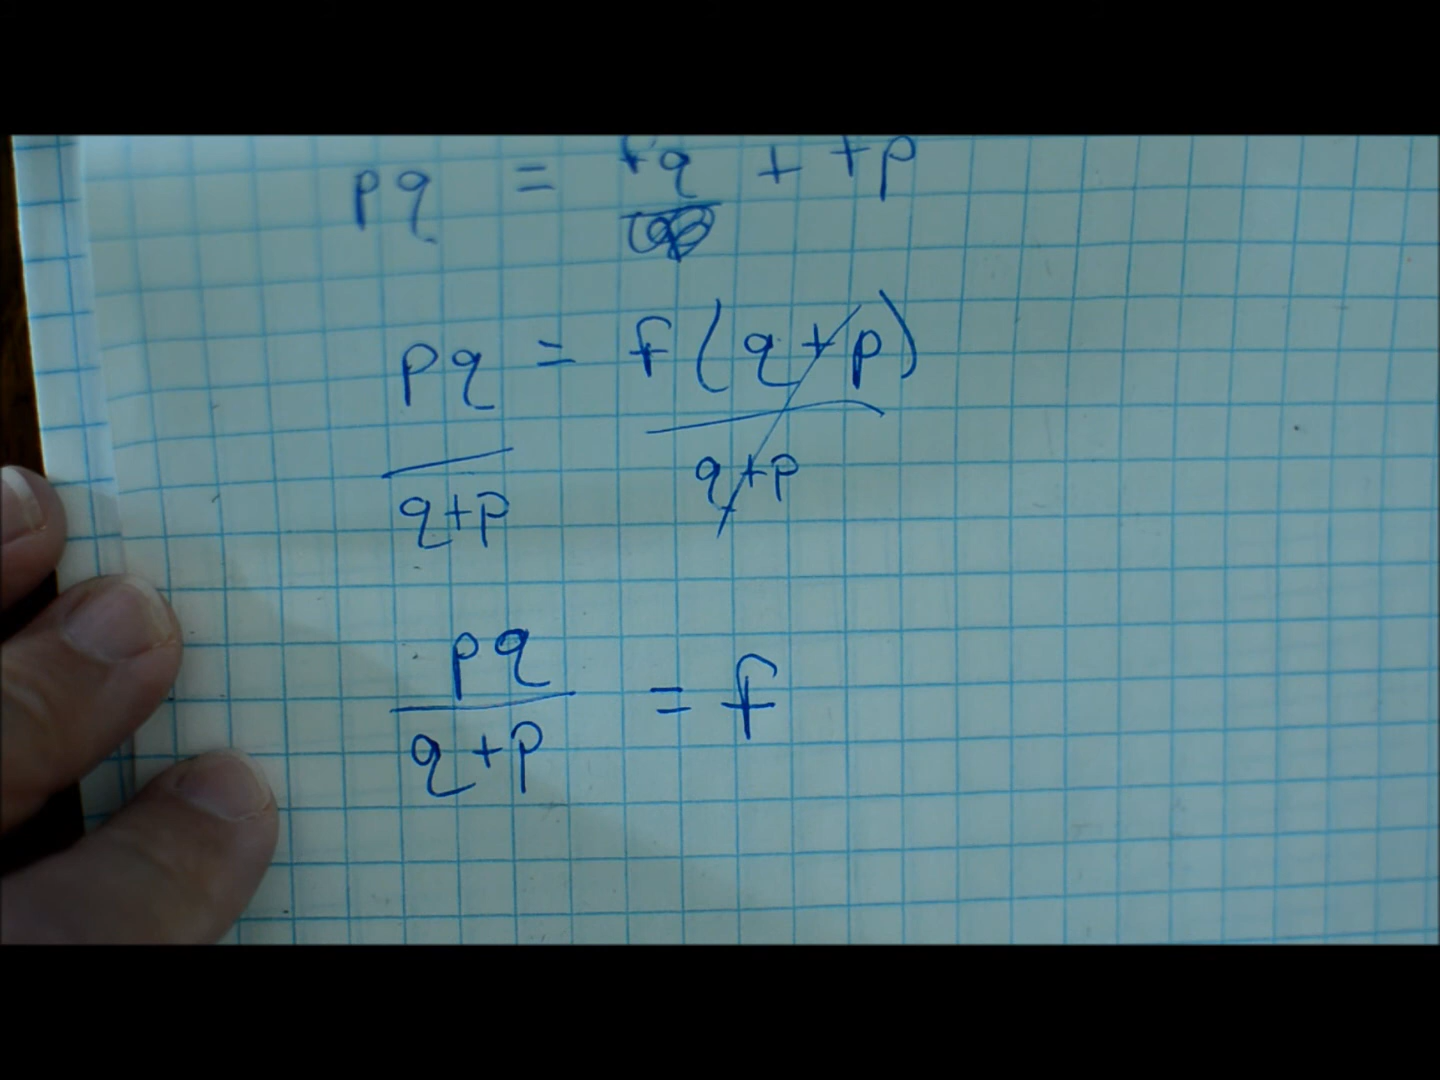 pq = fq + fp
pq = f(q+p)
q+p q+p
pq
q+p = f